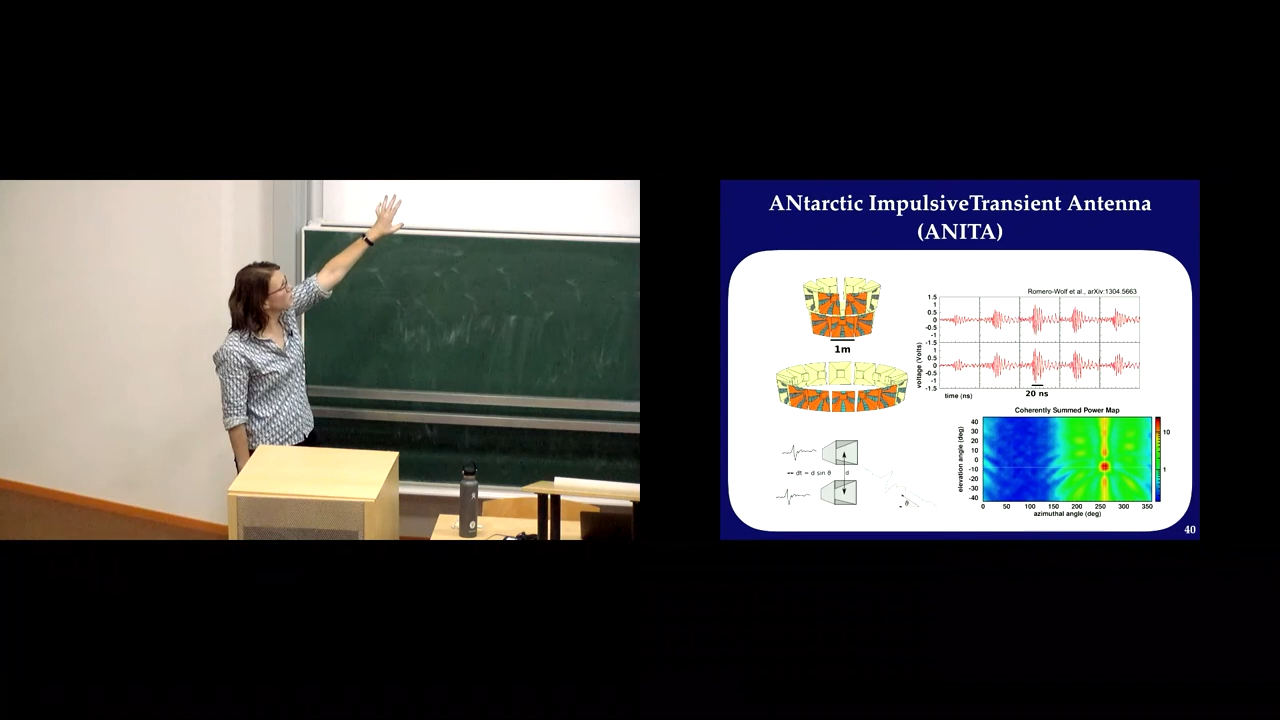 ANtarctic ImpulsiveTransient Antenna
(ANITA)
Romero-Wolf et al., arXiv:1304.5663
1m
voltage (Volts)
1.5
1
0.5
0
-0.5
-1
-1.5
1
0.5
0
-0.5
-1
-1.5
time (ns)
20 ns
dt = d sin θ
d
θ
Coherently Summed Power Map
elevation angle (deg)
40
30
20
10
0
-10
-20
-30
-40
0 50 100 150 200 250 300 350
azimuthal angle (deg)
10
1
40